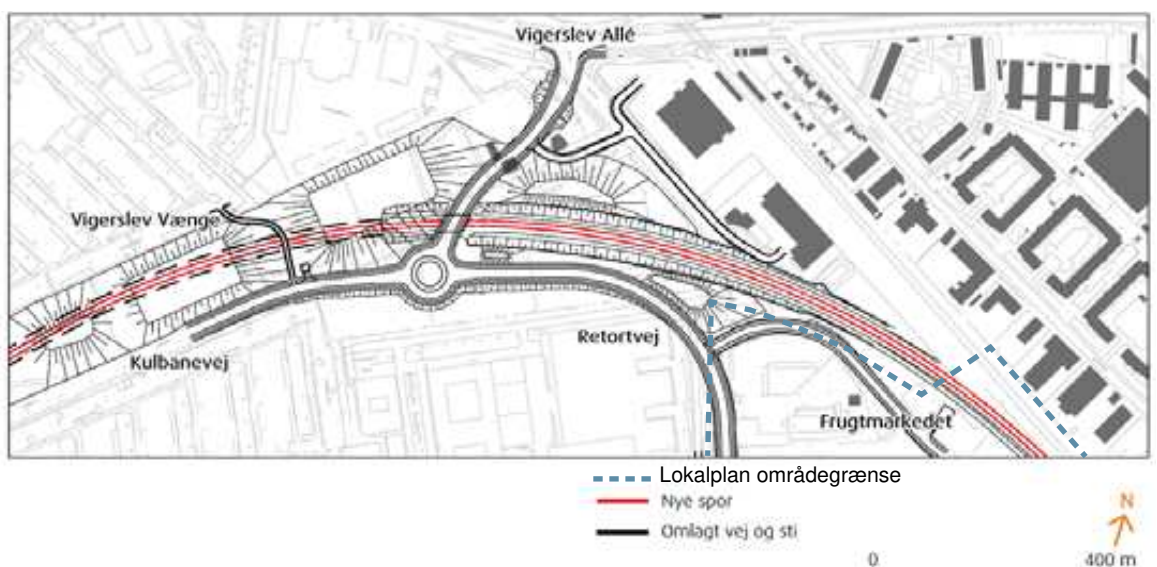 Vigerslev Allé
Vigerslev Vænge
Kulbanevej
Retortvej
Frugtmarkedet
Lokalplan områdegrænse
Nye spor
Omlagt vej og sti
N
0 400 m